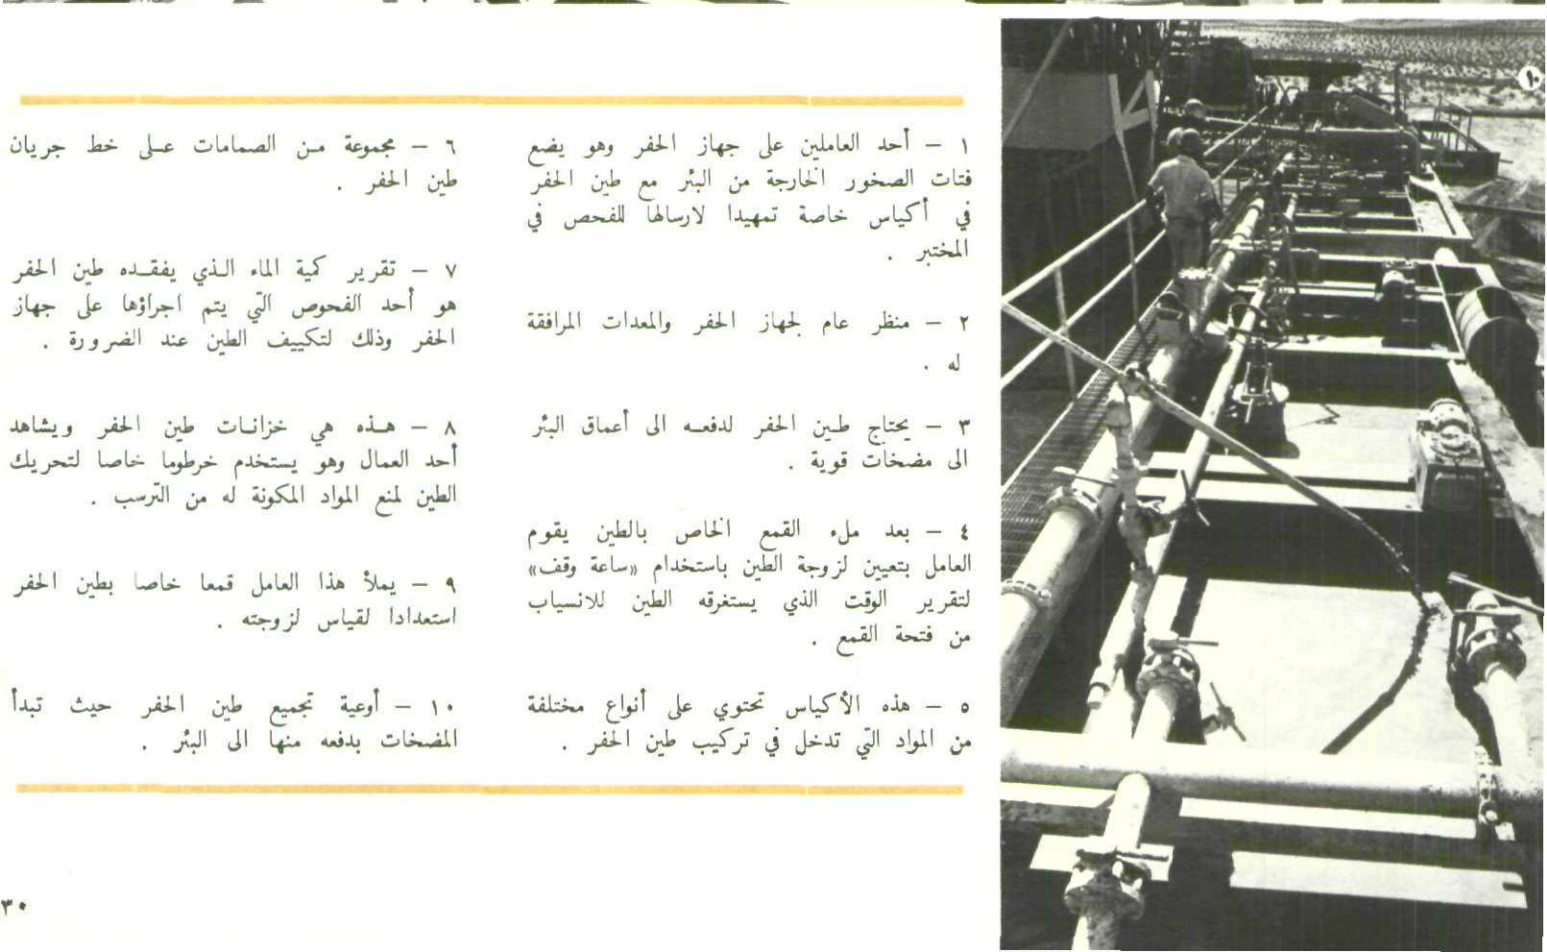 ١ – أحد العاملين على جهاز الحفر وهو يضع
فتات الصخور الخارجة من البئر مع طين الحفر
في أكياس خاصة تمهيدا لارسالها للفحص في
المختبر .
٢ – منظر عام لجهاز الحفر والمعدات المرافقة
له .
٣ – يحتاج طين الحفر لدفعه الى أعماق البئر
الى مضخات قوية .
٤ – بعد ملء القمع الخاص بالطين يقوم
العامل بتعيين لزوجة الطين باستخدام «ساعة وقف»
لتقرير الوقت الذي يستغرقه الطين للانسياب
من فتحة القمع .
٥ – هذه الأكياس تحتوي على أنواع مختلفة
من المواد التي تدخل في تركيب طين الحفر .
٦ – مجموعة من الصمامات على خط جريان
طين الحفر .
٧ – تقرير كمية الماء الذي يفقده طين الحفر
هو أحد الفحوص التي يتم اجراؤها على جهاز
الحفر وذلك لتكييف الطين عند الضرورة .
٨ – هذه هي خزانات طين الحفر ويشاهد
أحد العمال وهو يستخدم خرطوما خاصا لتحريك
الطين لمنع المواد المكونة له من الترسب .
٩ – يملأ هذا العامل قمعا خاصا بطين الحفر
استعدادا لقياس لزوجته .
١٠ – أوعية تجميع طين الحفر حيث تبدأ
المضخات بدفعه منها الى البئر .
١٠
٣٠